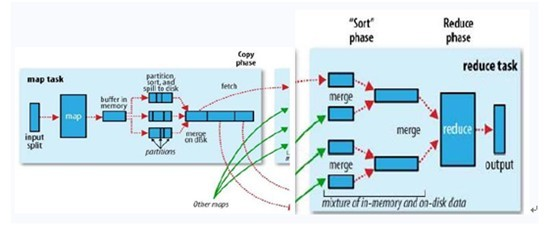 Copy
phase
"Sort"
phase
Reduce
phase
map task
reduce task
partition,
sort, and
spill to disk
buffer in
memory
fetch
map
input
split
merge
on disk
partitions
Other maps
merge
merge
merge
merge
reduce
output
mixture of in-memory and on-disk data